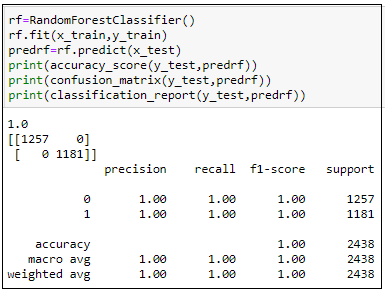 rf=RandomForestClassifier()
rf.fit(x_train,y_train)
predrf=rf.predict(x_test)
print(accuracy_score(y_test,predrf))
print(confusion_matrix(y_test,predrf))
print(classification_report(y_test,predrf))
1.0
[[1257    0]
 [   0 1181]]
              precision    recall  f1-score   support
           0       1.00      1.00      1.00      1257
           1       1.00      1.00      1.00      1181
    accuracy                           1.00      2438
   macro avg       1.00      1.00      1.00      2438
weighted avg       1.00      1.00      1.00      2438